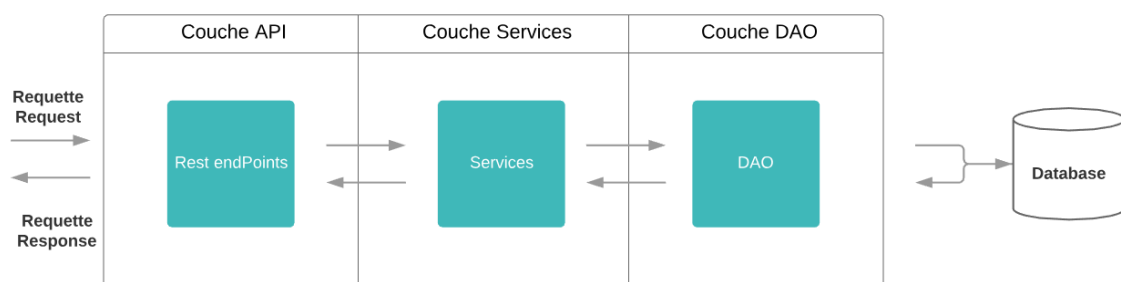 Couche API
Couche Services
Couche DAO
Requette
Request
Rest endPoints
Services
DAO
Database
Requette
Response